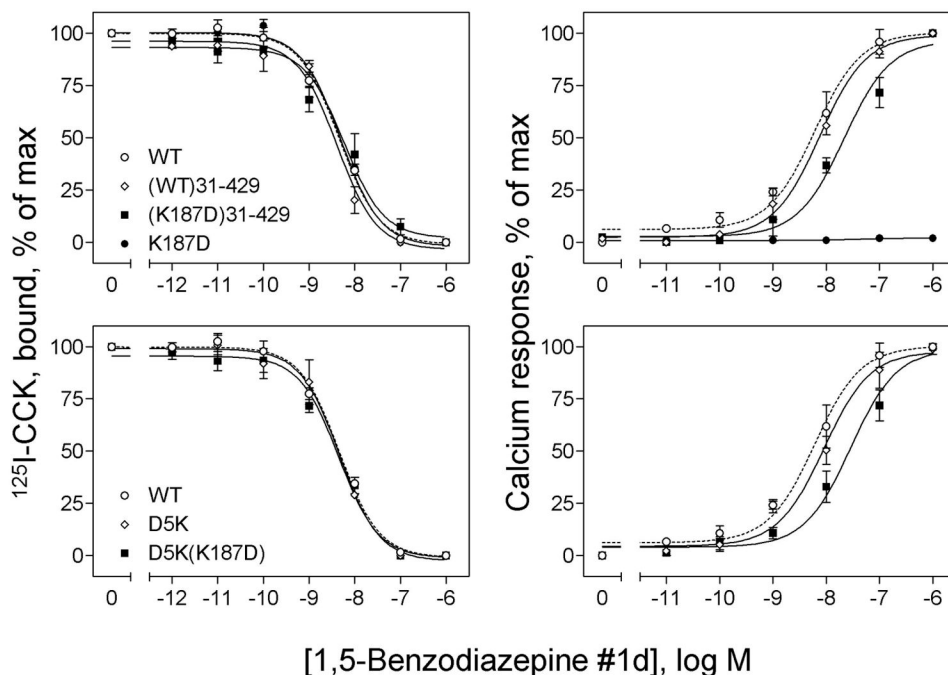 100
75
50
25
0
WT
(WT)31-429
(K187D)31-429
K187D
0 -12 -11 -10 -9 -8 -7 -6
100
75
50
25
0
0 -11 -10 -9 -8 -7 -6
100
75
50
25
0
WT
D5K
D5K(K187D)
0 -12 -11 -10 -9 -8 -7 -6
100
75
50
25
0
0 -11 -10 -9 -8 -7 -6
125I-CCK, bound, % of max
Calcium response, % of max
[1,5-Benzodiazepine #1d], log M